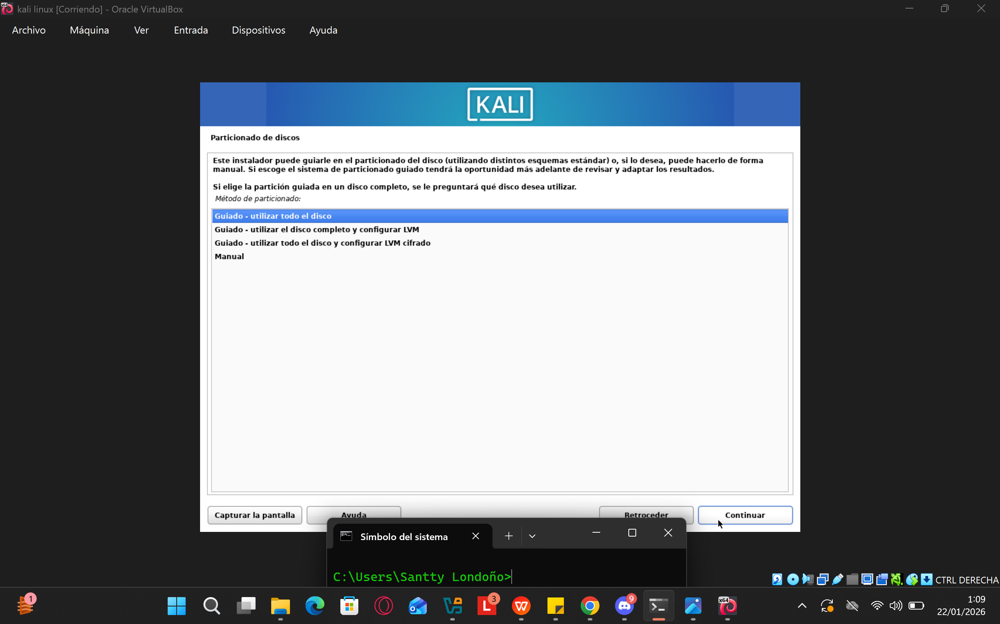 kali linux [Corriendo] - Oracle VirtualBox
Archivo Máquina Ver Entrada Dispositivos Ayuda
KALI
Particionado de discos
Este instalador puede guiarle en el particionado del disco (utilizando distintos esquemas estándar) o, si lo desea, puede hacerlo de forma
manual. Si escoge el sistema de particionado guiado tendrá la oportunidad más adelante de revisar y adaptar los resultados.
Si elige la partición guiada en un disco completo, se le preguntará qué disco desea utilizar.
Método de particionado:
Guiado - utilizar todo el disco
Guiado - utilizar el disco completo y configurar LVM
Guiado - utilizar todo el disco y configurar LVM cifrado
Manual
Capturar la pantalla Ayuda Retroceder Continuar
Símbolo del sistema
C:\Users\Santty Londoño>
CTRL DERECHA
1
3
9
x64
1:09
22/01/2026